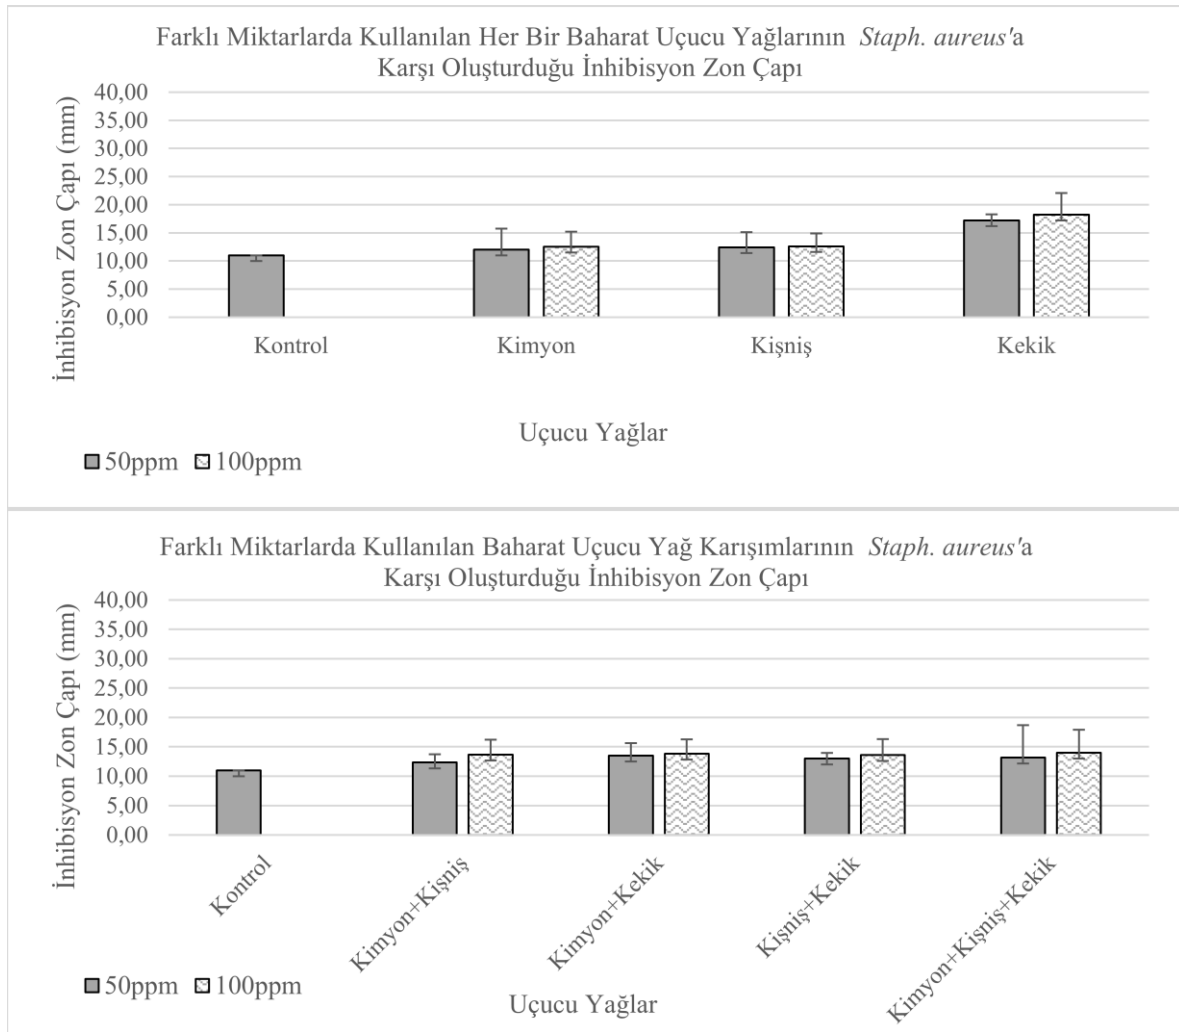 Farklı Miktarlarda Kullanılan Her Bir Baharat Uçucu Yağlarının Staph. aureus'a
Karşı Oluşturduğu İnhibisyon Zon Çapı
İnhibisyon Zon Çapı (mm)
40,00
35,00
30,00
25,00
20,00
15,00
10,00
5,00
0,00
Kontrol
Kimyon
Kişniş
Kekik
Uçucu Yağlar
50ppm
100ppm
Farklı Miktarlarda Kullanılan Baharat Uçucu Yağ Karışımlarının Staph. aureus'a
Karşı Oluşturduğu İnhibisyon Zon Çapı
İnhibisyon Zon Çapı (mm)
40,00
35,00
30,00
25,00
20,00
15,00
10,00
5,00
0,00
Kontrol
Kimyon+Kişniş
Kimyon+Kekik
Kişniş+Kekik
Kimyon+Kişniş+Kekik
Uçucu Yağlar
50ppm
100ppm